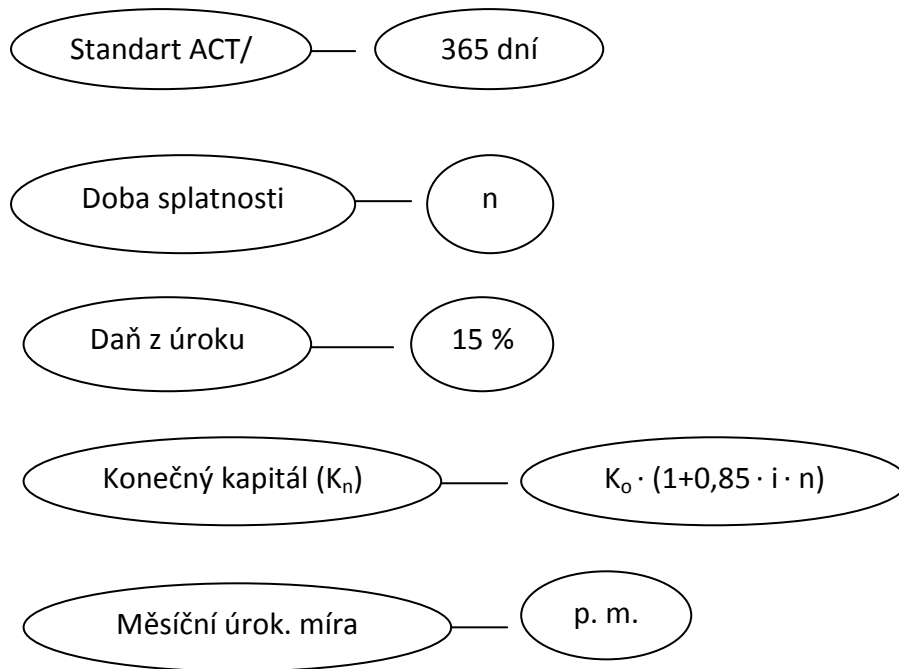 Standart ACT/ 365 dní
Doba splatnosti n
Daň z úroku 15 %
Konečný kapitál (Kₙ) Kₒ · (1+0,85 · i · n)
Měsíční úrok. míra p. m.